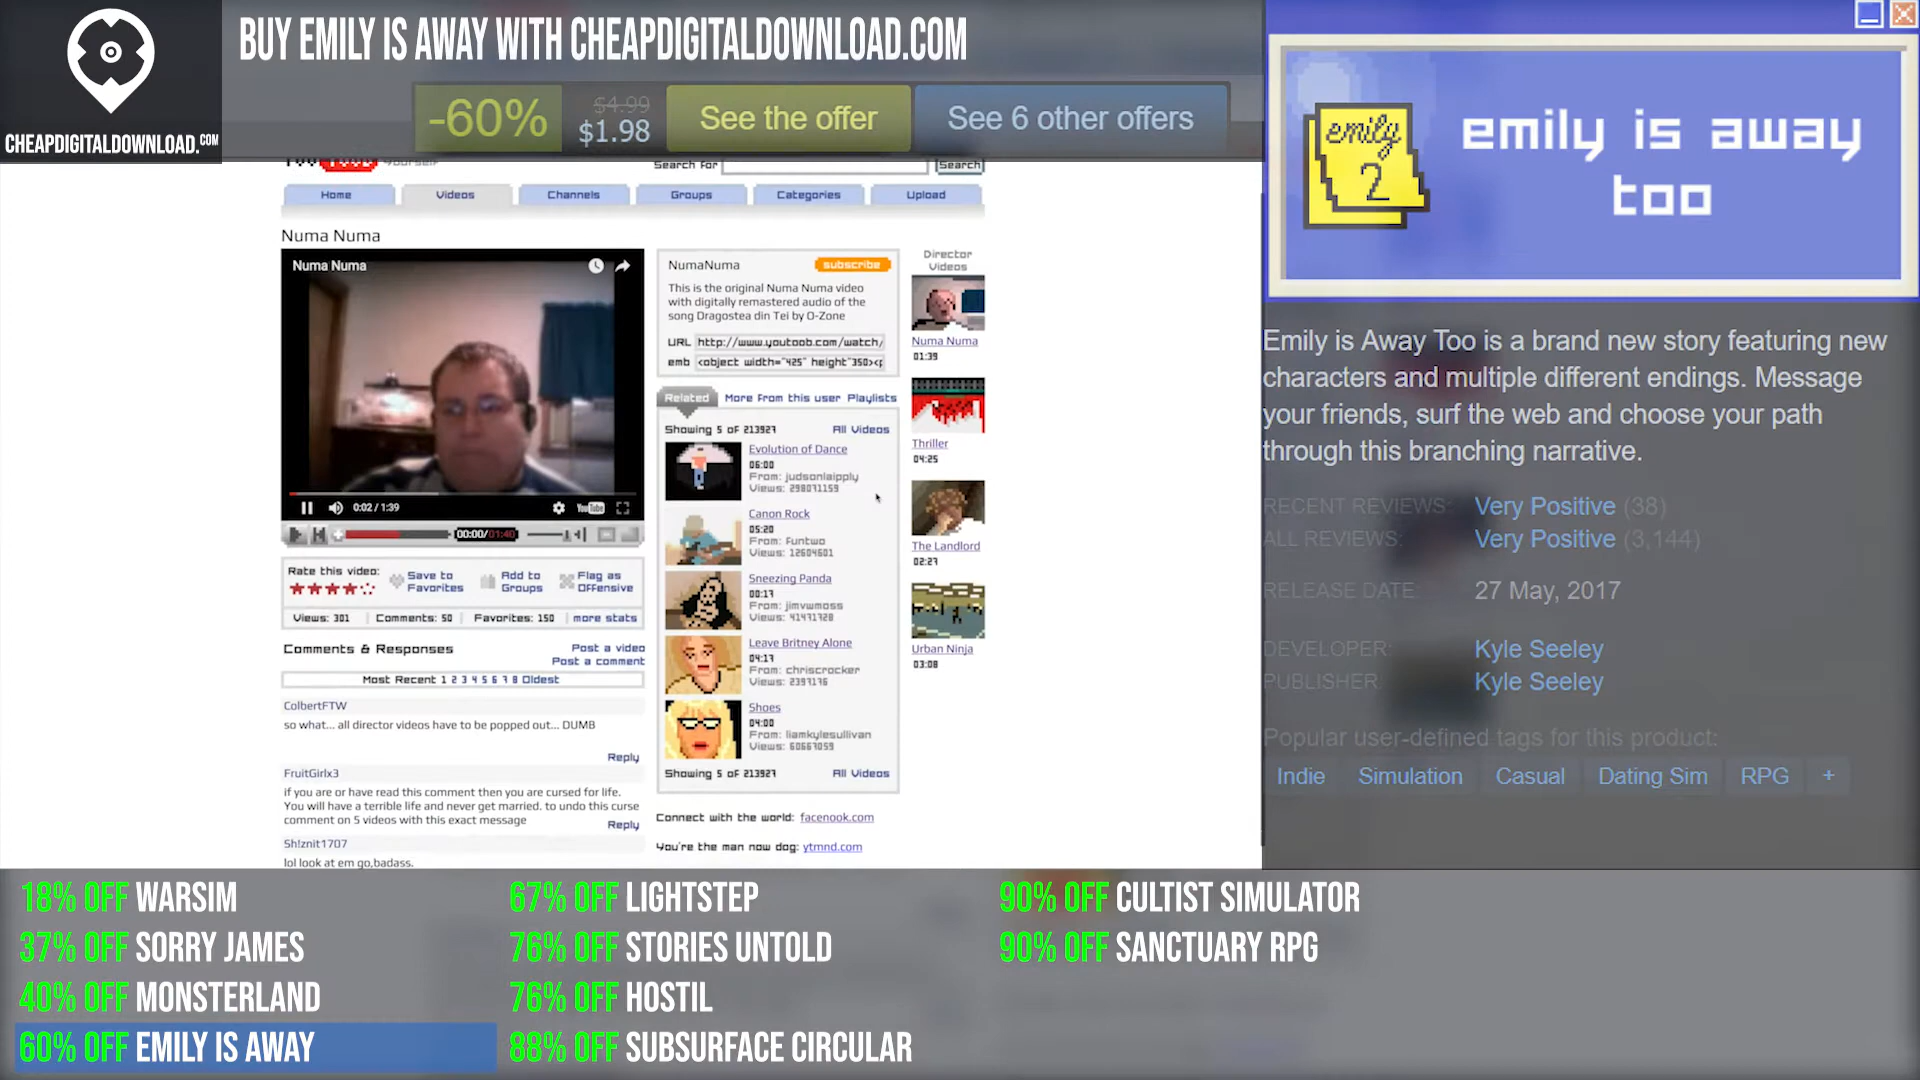 BUY EMILY IS AWAY WITH CHEAPDIGITALDOWNLOAD.COM
CHEAPDIGITALDOWNLOAD.COM
-60%
$4.99
$1.98
See the offer
See 6 other offers
emily
2
emily is away
too
Search for
Search
Home
Videos
Channels
Groups
Categories
Upload
Numa Numa
Numa Numa
0:02 / 1:39
YouTube
00:00/01:40
Rate this video:
Save to
Favorites
Add to
Groups
Flag as
Offensive
Views: 301
Comments: 50
Favorites: 150
more stats
Comments & Responses
Post a video
Post a comment
Most Recent 1 2 3 4 5 6 7 8 Oldest
ColbertFTW
so what... all director videos have to be popped out... DUMB
Reply
FruitGirlx3
if you are or have read this comment then you are cursed for life.
You will have a terrible life and never get married. to undo this curse
comment on 5 videos with this exact message
Reply
Sh!znit1707
lol look at em go,badass.
NumaNuma
subscribe
This is the original Numa Numa video
with digitally remastered audio of the
song Dragostea din Tei by O-Zone
URL http://www.youtoob.com/watch/
emb <object width="425" height"350><p
Related
More from this user
Playlists
Showing 5 of 213927
All Videos
Evolution of Dance
06:00
From: judsonlaipply
Views: 298071159
Canon Rock
05:20
From: funtwo
Views: 12604601
Sneezing Panda
00:17
From: jimvwmoss
Views: 41471728
Leave Britney Alone
04:17
From: chriscrocker
Views: 2397176
Shoes
04:00
From: liamkylesullivan
Views: 60667059
Showing 5 of 213927
All Videos
Connect with the world: facenook.com
You're the man now dog: ytmnd.com
Director
Videos
Numa Numa
01:39
Thriller
04:25
The Landlord
02:27
Urban Ninja
03:08
Emily is Away Too is a brand new story featuring new
characters and multiple different endings. Message
your friends, surf the web and choose your path
through this branching narrative.
RECENT REVIEWS: Very Positive (38)
ALL REVIEWS: Very Positive (3,144)
RELEASE DATE: 27 May, 2017
DEVELOPER: Kyle Seeley
PUBLISHER: Kyle Seeley
Popular user-defined tags for this product:
Indie
Simulation
Casual
Dating Sim
RPG
+
18% OFF WARSIM
37% OFF SORRY JAMES
40% OFF MONSTERLAND
60% OFF EMILY IS AWAY
67% OFF LIGHTSTEP
76% OFF STORIES UNTOLD
76% OFF HOSTIL
88% OFF SUBSURFACE CIRCULAR
90% OFF CULTIST SIMULATOR
90% OFF SANCTUARY RPG